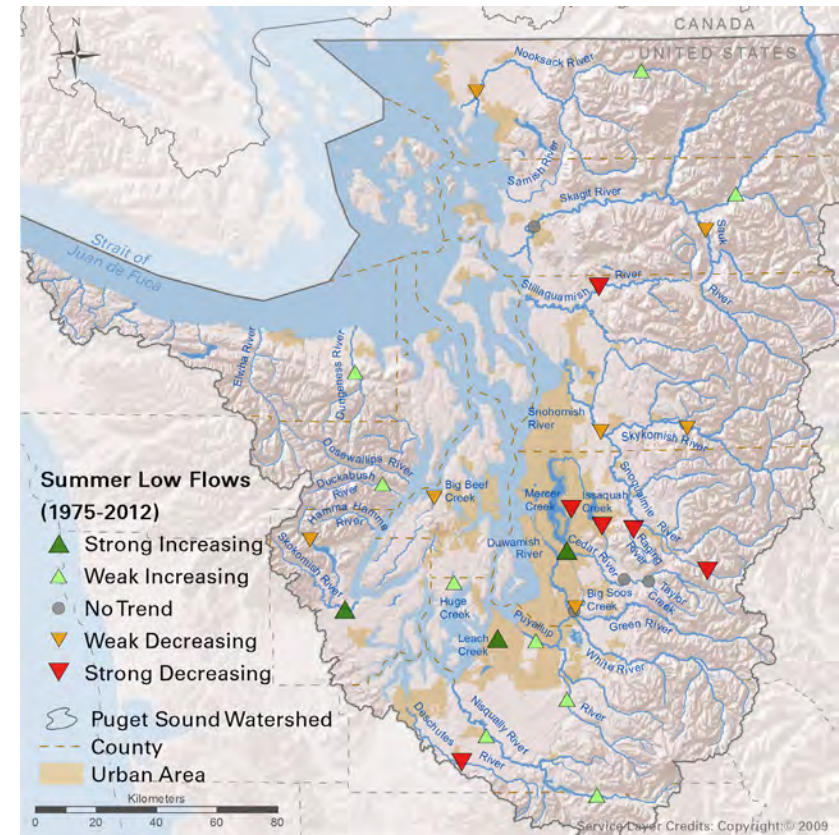 CANADA
UNITED STATES
N
Nooksack River
Samish River
Skagit River
Sauk
River
Strait of
Juan de Fuca
Stillaguamish
River
Elwha River
Dungeness River
Snohomish
River
Skykomish River
Dosewallips River
Duckabush
River
Hamma Hamma
River
Skokomish River
Big Beef
Creek
Mercer
Creek
Issaquah
Creek
Snoqualmie
River
Raging
River
Cedar River
Taylor
Creek
Duwamish
River
Big Soos
Creek
Green River
Huge
Creek
Leach
Creek
Puyallup
River
White River
Nisqually River
Deschutes
River
Summer Low Flows
(1975-2012)
Strong Increasing
Weak Increasing
No Trend
Weak Decreasing
Strong Decreasing
Puget Sound Watershed
County
Urban Area
Kilometers
0 20 40 60 80
Service Layer Credits: Copyright:© 2009